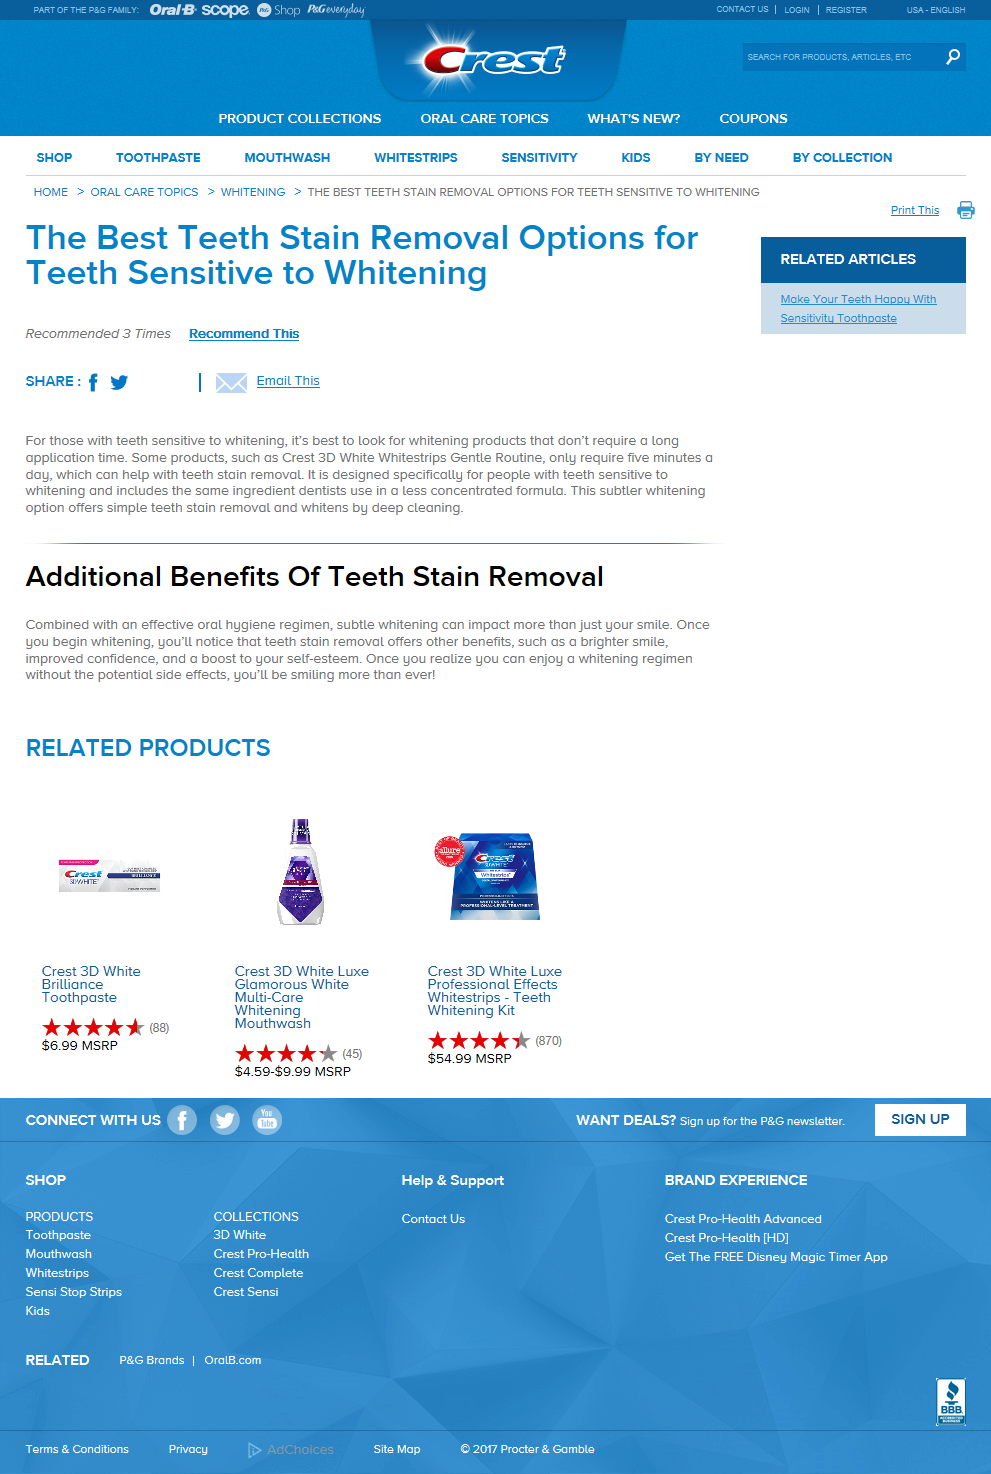 PART OF THE P&G FAMILY: Oral-B scope P&G Shop P&G everyday
CONTACT US | LOGIN | REGISTER USA - ENGLISH
Crest
SEARCH FOR PRODUCTS, ARTICLES, ETC
PRODUCT COLLECTIONS ORAL CARE TOPICS WHAT'S NEW? COUPONS
SHOP TOOTHPASTE MOUTHWASH WHITESTRIPS SENSITIVITY KIDS BY NEED BY COLLECTION
HOME > ORAL CARE TOPICS > WHITENING > THE BEST TEETH STAIN REMOVAL OPTIONS FOR TEETH SENSITIVE TO WHITENING
Print This
The Best Teeth Stain Removal Options for
Teeth Sensitive to Whitening
RELATED ARTICLES
Make Your Teeth Happy With
Sensitivity Toothpaste
Recommended 3 Times Recommend This
SHARE : | Email This
For those with teeth sensitive to whitening, it's best to look for whitening products that don't require a long
application time. Some products, such as Crest 3D White Whitestrips Gentle Routine, only require five minutes a
day, which can help with teeth stain removal. It is designed specifically for people with teeth sensitive to
whitening and includes the same ingredient dentists use in a less concentrated formula. This subtler whitening
option offers simple teeth stain removal and whitens by deep cleaning.
Additional Benefits Of Teeth Stain Removal
Combined with an effective oral hygiene regimen, subtle whitening can impact more than just your smile. Once
you begin whitening, you'll notice that teeth stain removal offers other benefits, such as a brighter smile,
improved confidence, and a boost to your self-esteem. Once you realize you can enjoy a whitening regimen
without the potential side effects, you'll be smiling more than ever!
RELATED PRODUCTS
Crest
3DWHITE
BRILLIANCE
allure
Crest
3DWHITE
Whitestrips
WHITENS LIKE A
PROFESSIONAL-LEVEL TREATMENT
Crest 3D White
Brilliance
Toothpaste
(88)
$6.99 MSRP
Crest 3D White Luxe
Glamorous White
Multi-Care
Whitening
Mouthwash
(45)
$4.59-$9.99 MSRP
Crest 3D White Luxe
Professional Effects
Whitestrips - Teeth
Whitening Kit
(870)
$54.99 MSRP
CONNECT WITH US You Tube
WANT DEALS? Sign up for the P&G newsletter. SIGN UP
SHOP
PRODUCTS
Toothpaste
Mouthwash
Whitestrips
Sensi Stop Strips
Kids
COLLECTIONS
3D White
Crest Pro-Health
Crest Complete
Crest Sensi
Help & Support
Contact Us
BRAND EXPERIENCE
Crest Pro-Health Advanced
Crest Pro-Health [HD]
Get The FREE Disney Magic Timer App
RELATED P&G Brands | OralB.com
BBB
ACCREDITED
BUSINESS
Terms & Conditions Privacy AdChoices Site Map © 2017 Procter & Gamble